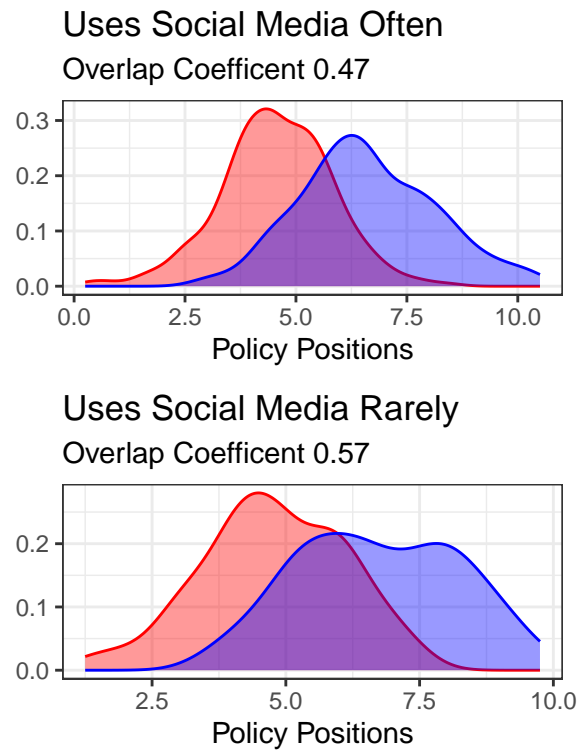 Uses Social Media Often
Overlap Coefficent 0.47
0.3
0.2
0.1
0.0
0.0 2.5 5.0 7.5 10.0
Policy Positions
Uses Social Media Rarely
Overlap Coefficent 0.57
0.2
0.1
0.0
2.5 5.0 7.5 10.0
Policy Positions